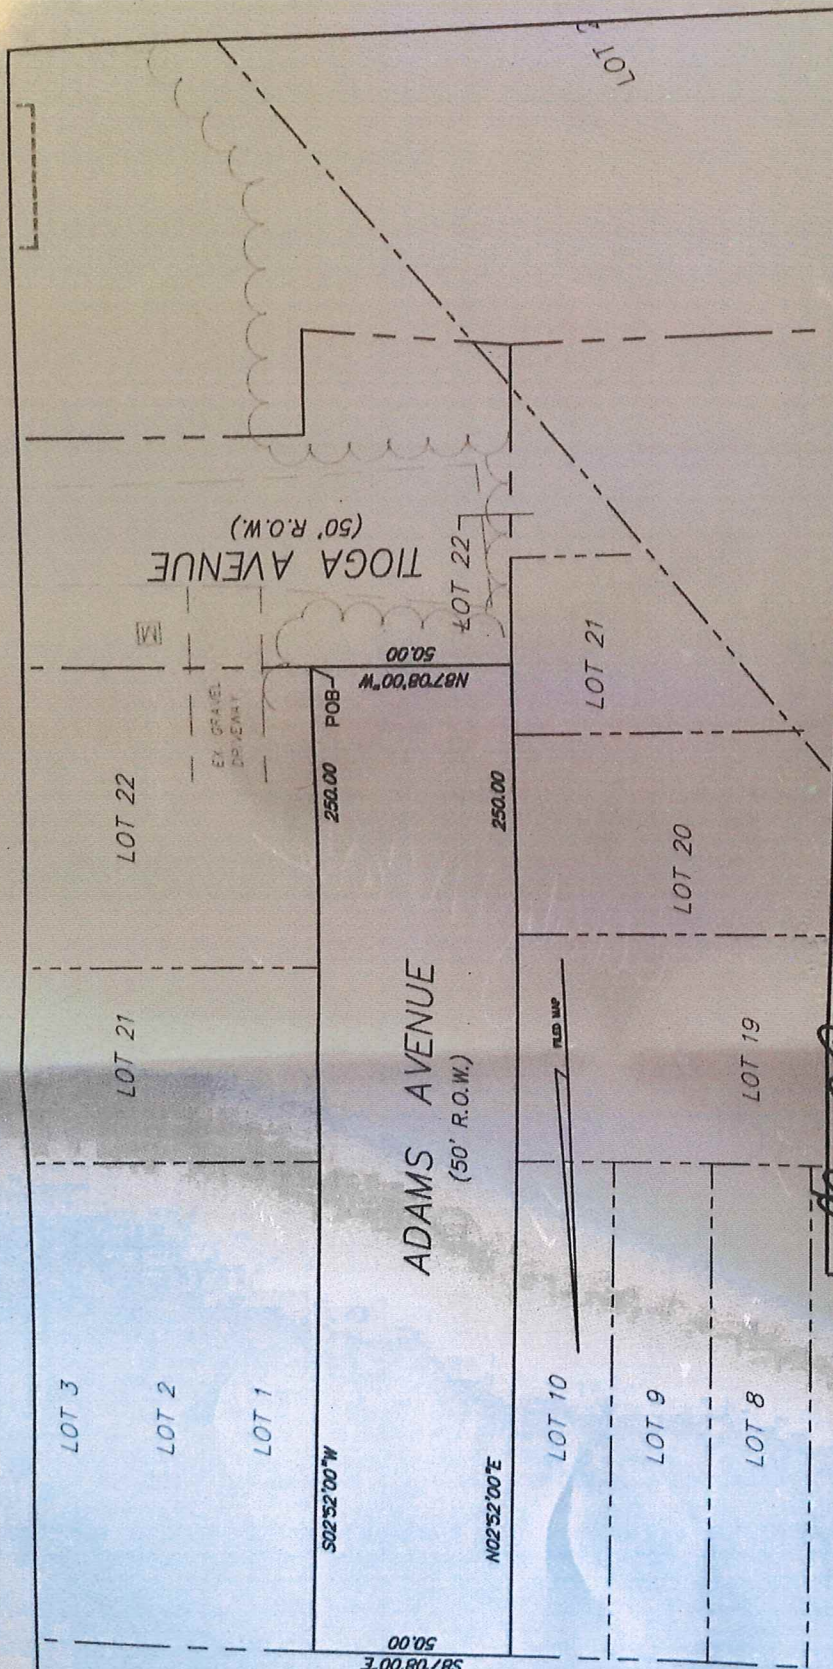 LOT
TIOGA AVENUE
(50' R.O.W.)
LOT 22
LOT 21
50.00
N87°08'00"W
POB
EX GRAVEL
DRIVEWAY
250.00
250.00
LOT 22
LOT 20
LOT 21
ADAMS AVENUE
(50' R.O.W.)
FILED MAP
LOT 19
LOT 3
LOT 2
LOT 1
LOT 10
LOT 9
LOT 8
S02°52'00"W
N02°52'00"E
50.00
S87°08'00"E